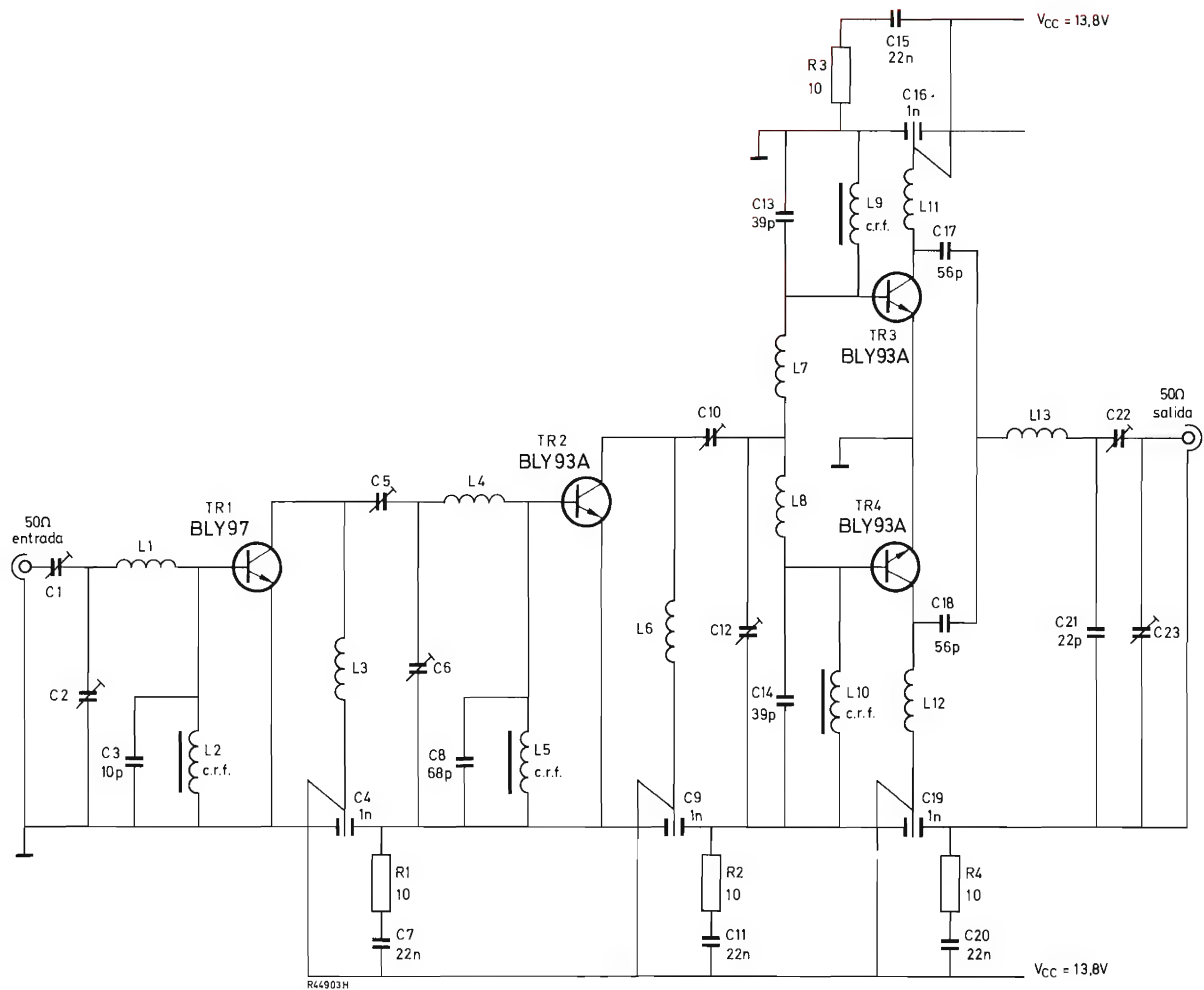 VCC = 13,8V
C15
22n
R3
10
C16
1n
C13
39p
L9
c.r.f.
L11
C17
56p
TR3
BLY93A
L7
C10
50Ω
salida
L13
C22
TR2
BLY93A
C5
L4
L8
TR4
BLY93A
TR1
BLY97
50Ω
entrada
L1
C1
C18
56p
L6
C12
C21
22p
C23
C2
L3
C6
C14
39p
L10
c.r.f.
L12
C3
10p
L2
c.r.f.
C8
68p
L5
c.r.f.
C4
1n
C9
1n
C19
1n
R1
10
R2
10
R4
10
C7
22n
C11
22n
C20
22n
VCC = 13,8V
R44903H